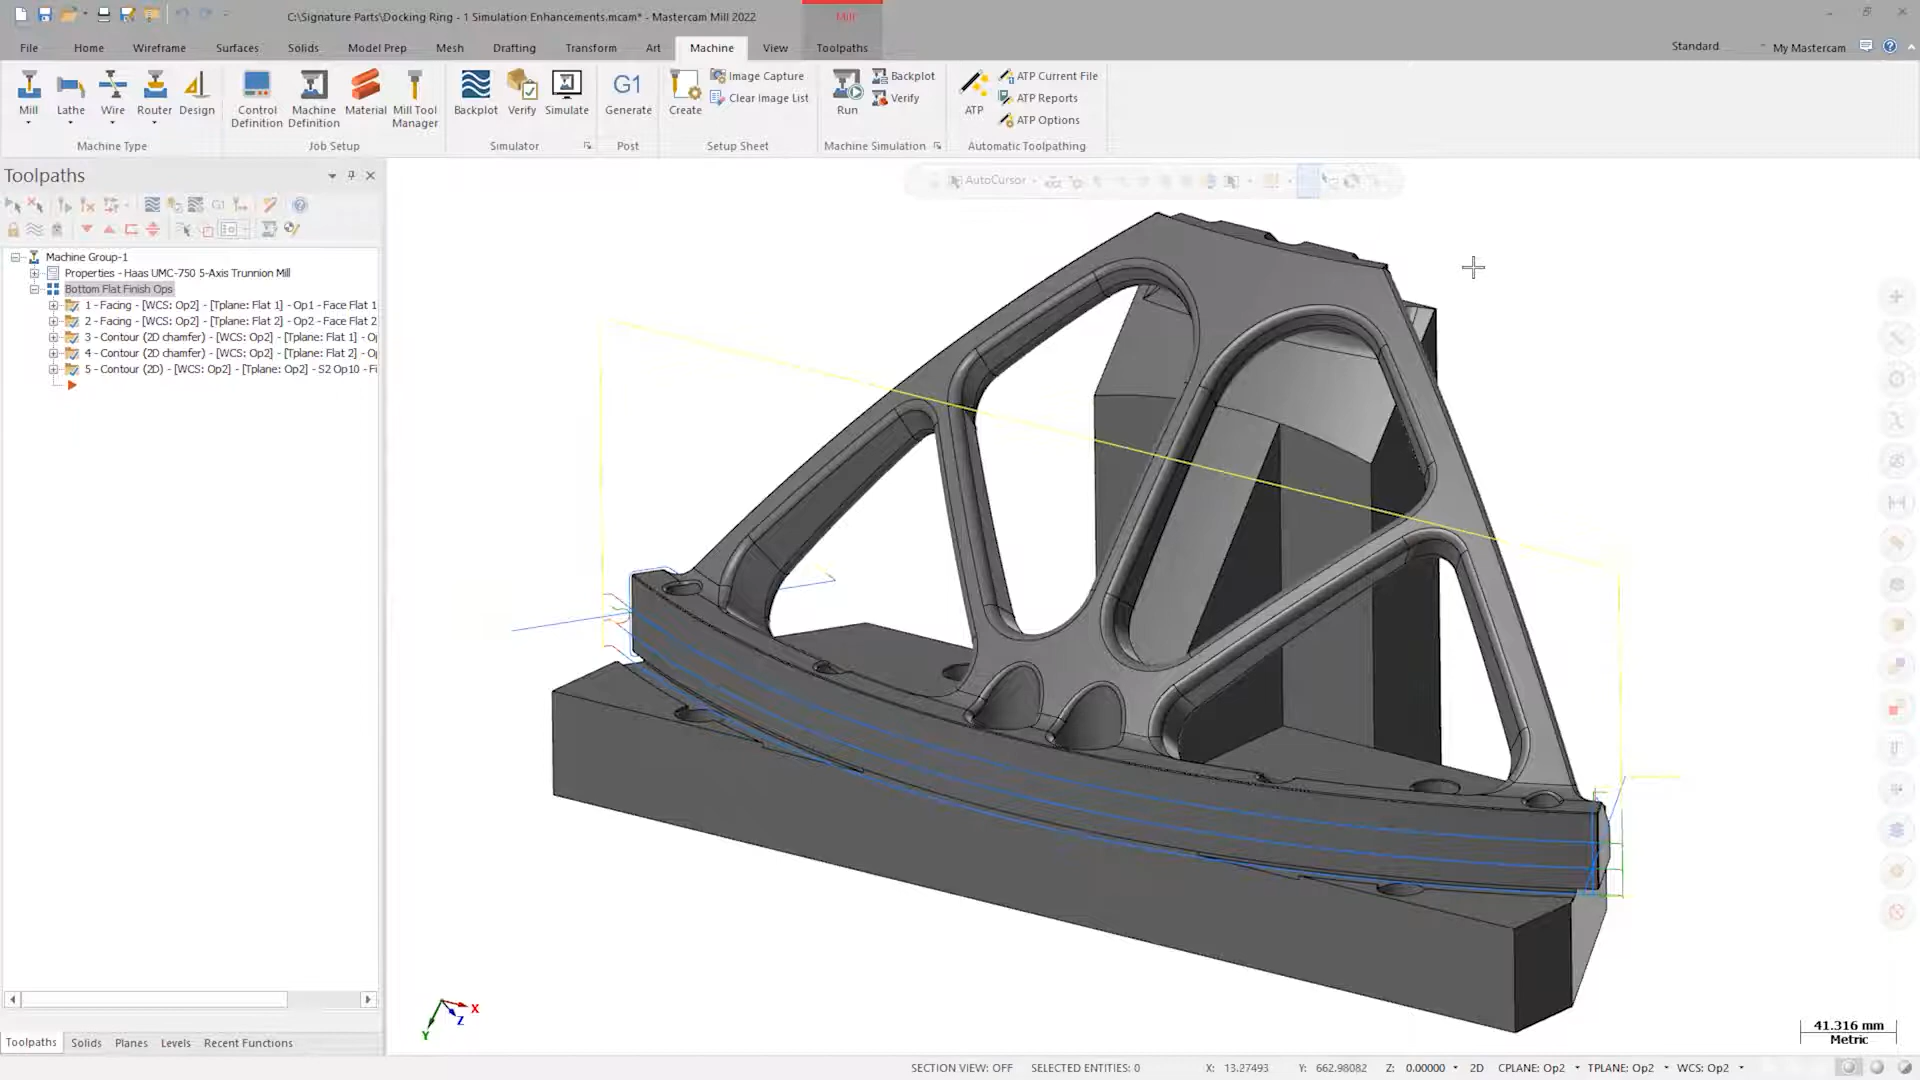 C:\Signature Parts\Docking Ring - 1 Simulation Enhancements.mcam* - Mastercam Mill 2022
Mill
File Home Wireframe Surfaces Solids Model Prep Mesh Drafting Transform Art Machine View Toolpaths
Standard My Mastercam
Mill Lathe Wire Router Design
Machine Type
Control Definition Machine Definition Material Mill Tool Manager
Job Setup
Backplot Verify Simulate
Simulator
G1
Generate
Post
Create Image Capture Clear Image List
Setup Sheet
Run Backplot Verify
Machine Simulation
ATP ATP Current File
ATP Reports
ATP Options
Automatic Toolpathing
Toolpaths
AutoCursor
G1
Machine Group-1
Properties - Haas UMC-750 5-Axis Trunnion Mill
Bottom Flat Finish Ops
1 - Facing - [WCS: Op2] - [Tplane: Flat 1] - Op1 - Face Flat 1
2 - Facing - [WCS: Op2] - [Tplane: Flat 2] - Op2 - Face Flat 2
3 - Contour (2D chamfer) - [WCS: Op2] - [Tplane: Flat 1] - Op
4 - Contour (2D chamfer) - [WCS: Op2] - [Tplane: Flat 2] - O
5 - Contour (2D) - [WCS: Op2] - [Tplane: Op2] - S2 Op10 - Fi
X
Z
Y
41.316 mm
Metric
Toolpaths Solids Planes Levels Recent Functions
SECTION VIEW: OFF SELECTED ENTITIES: 0 X: 13.27493 Y: 662.98082 Z: 0.00000 2D CPLANE: Op2 TPLANE: Op2 WCS: Op2